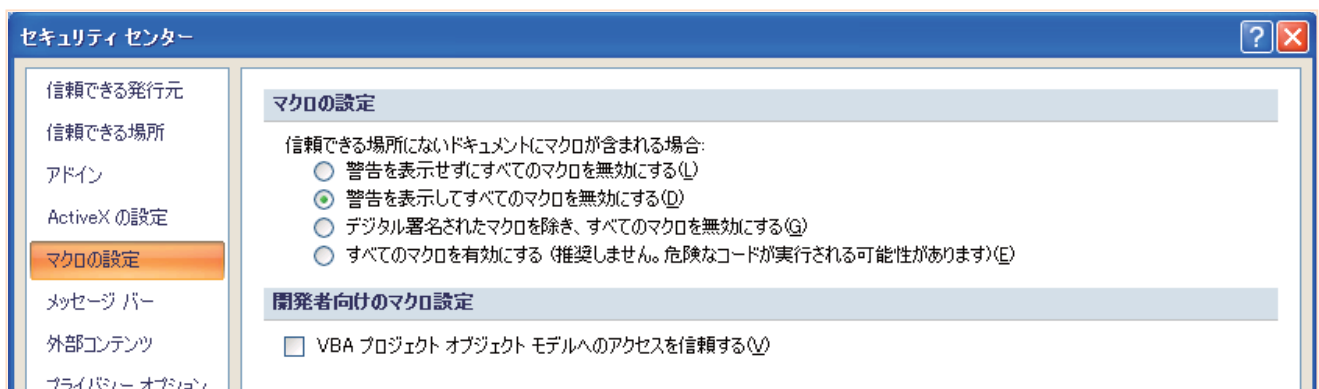 セキュリティ センター
信頼できる発行元
信頼できる場所
アドイン
ActiveX の設定
マクロの設定
メッセージ バー
外部コンテンツ
プライバシー オプション
マクロの設定
信頼できる場所にないドキュメントにマクロが含まれる場合:
警告を表示せずにすべてのマクロを無効にする(L)
警告を表示してすべてのマクロを無効にする(D)
デジタル署名されたマクロを除き、すべてのマクロを無効にする(G)
すべてのマクロを有効にする (推奨しません。危険なコードが実行される可能性があります)(E)
開発者向けのマクロ設定
VBA プロジェクト オブジェクト モデルへのアクセスを信頼する(V)